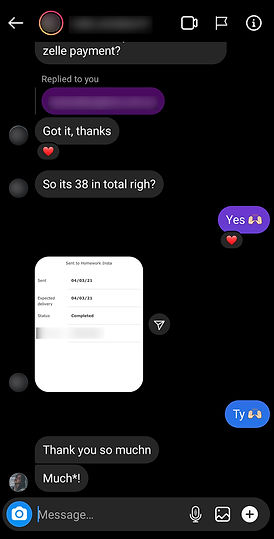 zelle payment?
Replied to you
Got it, thanks
So its 38 in total righ?
Yes
Sent to Homework Insta
Sent 04/03/21
Expected delivery 04/03/21
Status Completed
Ty
Thank you so muchn
Much*!
Message...